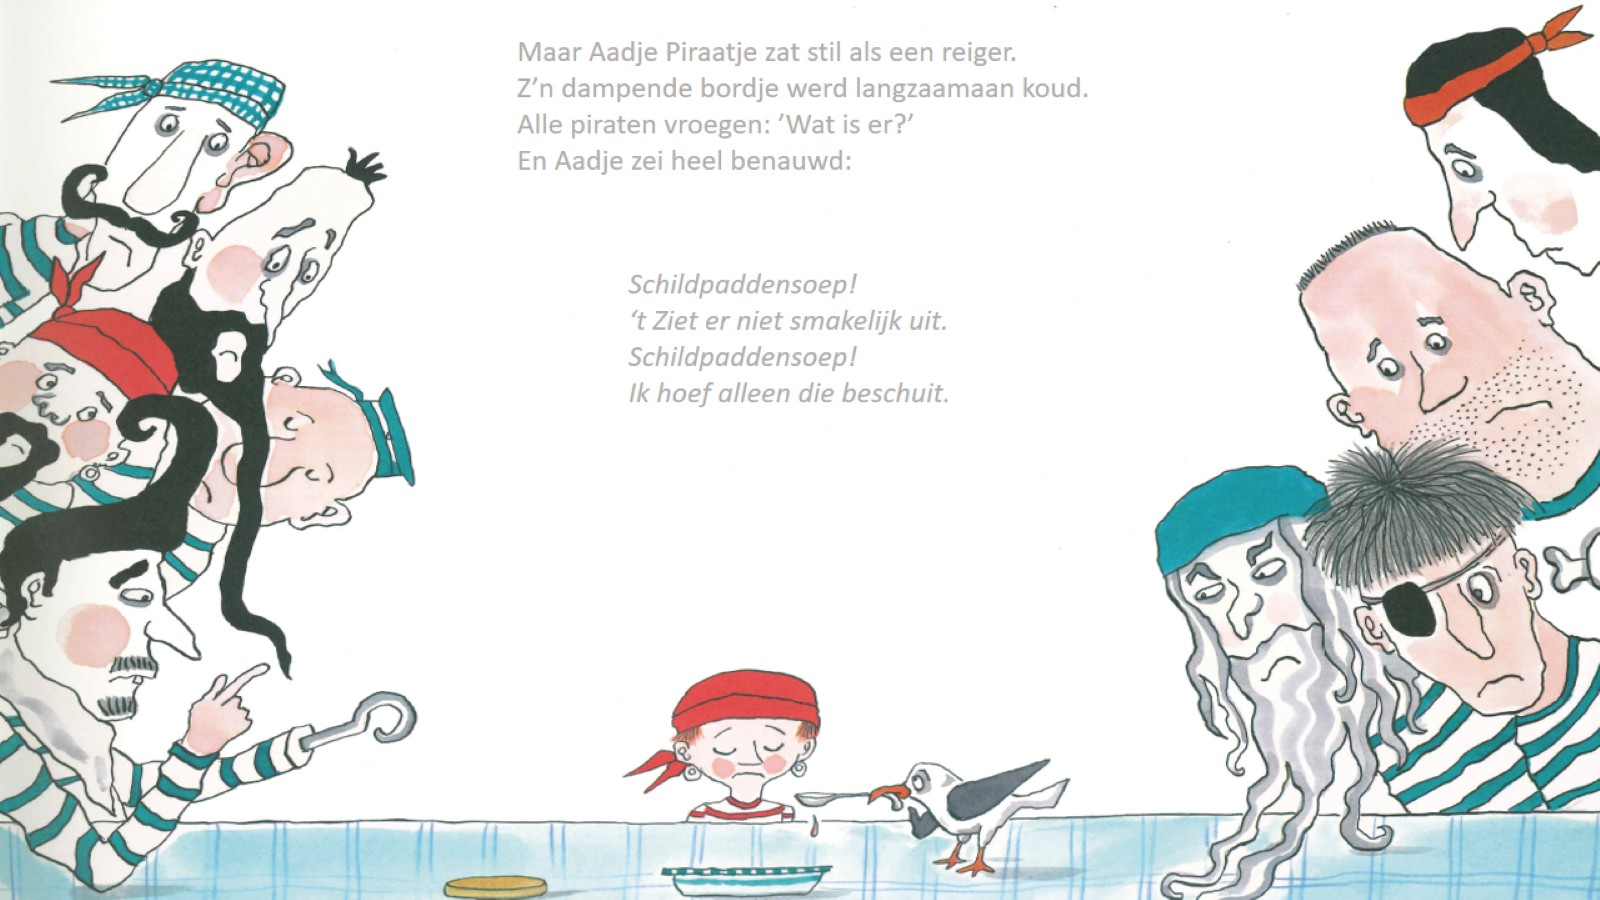 Maar Aadje Piraatje zat stil als een reiger.
Z’n dampende bordje werd langzaamaan koud.
Alle piraten vroegen: ’Wat is er?’
En Aadje zei heel benauwd:
Schildpaddensoep!
‘t Ziet er niet smakelijk uit.
Schildpaddensoep!
Ik hoef alleen die beschuit.